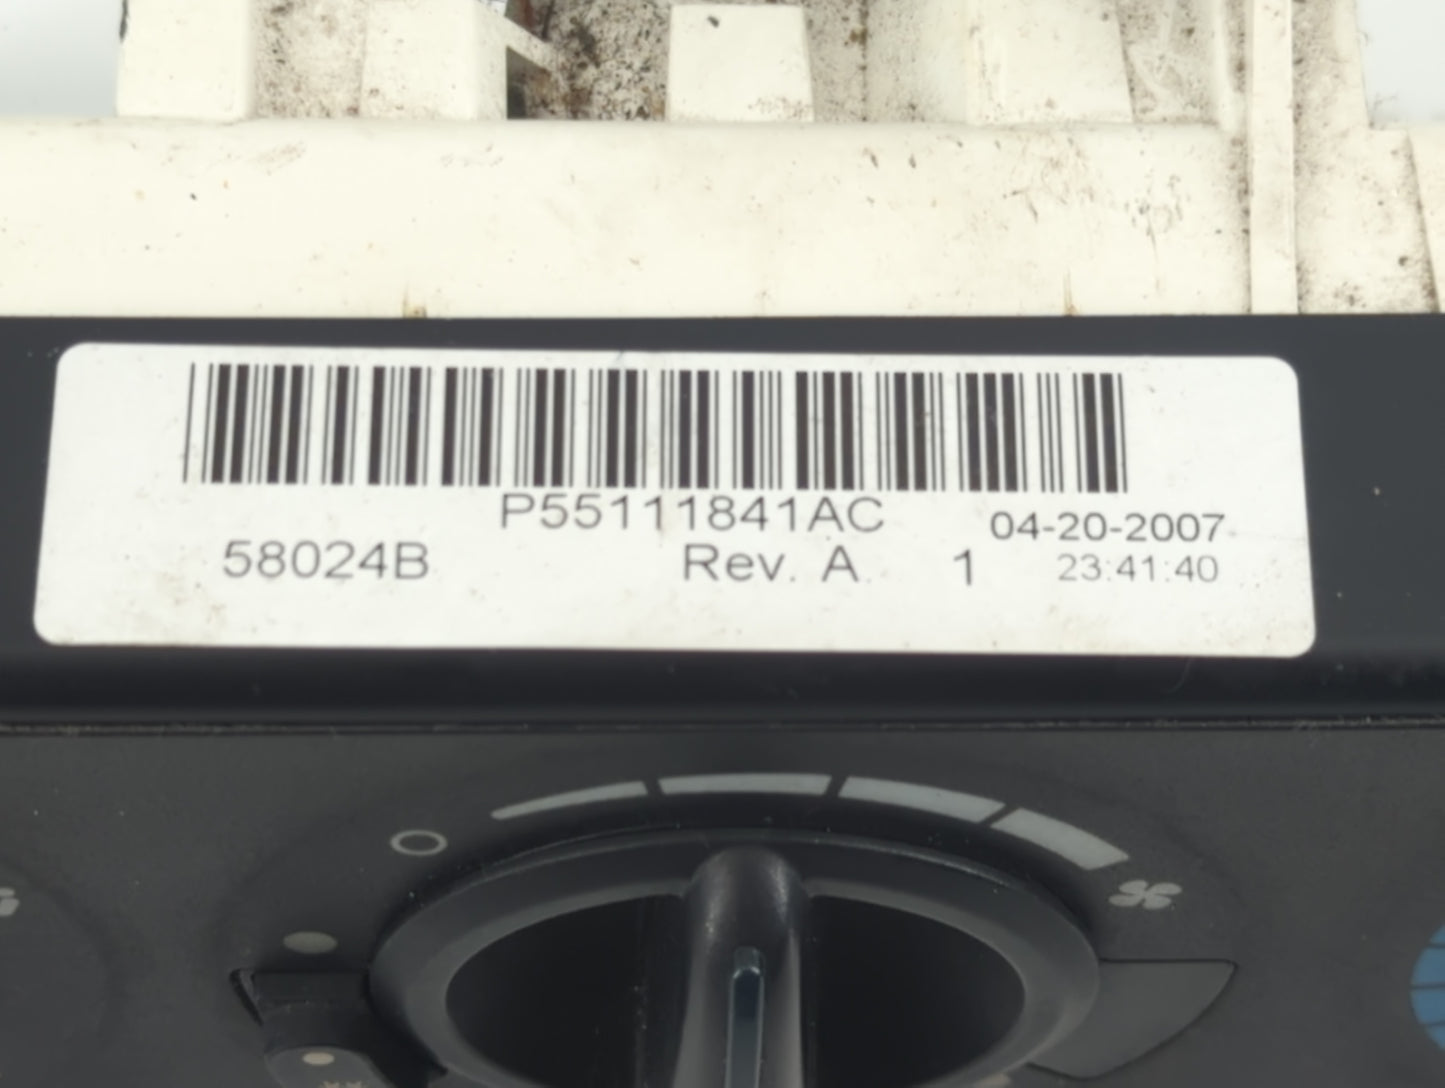 P55111841AC
04-20-2007
58024B Rev. A 1 23:41:40